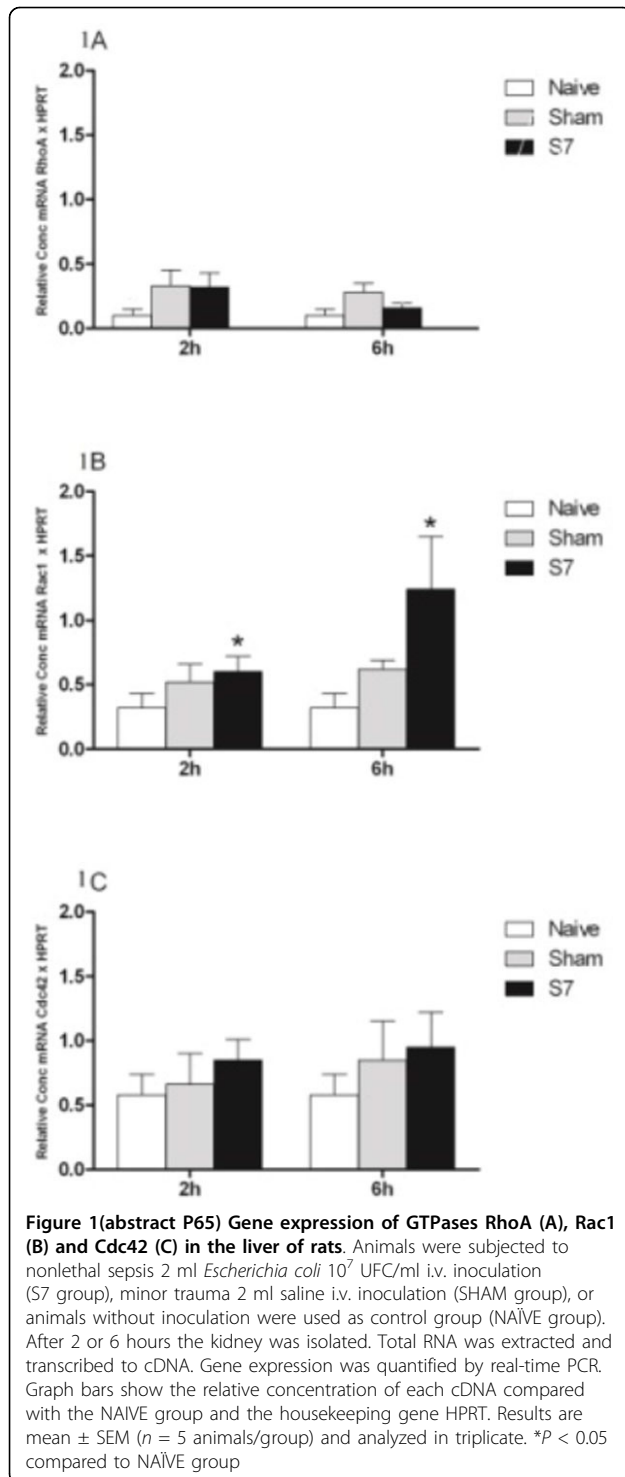 1A
2.0
1.5
1.0
0.5
0.0
Relative Conc mRNA RhoA x HPRT
2h
6h
Naive
Sham
S7
1B
2.0
1.5
1.0
0.5
0.0
Relative Conc mRNA Rac1 x HPRT
*
*
2h
6h
Naive
Sham
S7
1C
2.0
1.5
1.0
0.5
0.0
Relative Conc mRNA Cdc42 x HPRT
2h
6h
Naive
Sham
S7
Figure 1(abstract P65) Gene expression of GTPases RhoA (A), Rac1
(B) and Cdc42 (C) in the liver of rats. Animals were subjected to
nonlethal sepsis 2 ml Escherichia coli 10⁷ UFC/ml i.v. inoculation
(S7 group), minor trauma 2 ml saline i.v. inoculation (SHAM group), or
animals without inoculation were used as control group (NAÏVE group).
After 2 or 6 hours the kidney was isolated. Total RNA was extracted and
transcribed to cDNA. Gene expression was quantified by real-time PCR.
Graph bars show the relative concentration of each cDNA compared
with the NAIVE group and the housekeeping gene HPRT. Results are
mean ± SEM (n = 5 animals/group) and analyzed in triplicate. *P < 0.05
compared to NAÏVE group